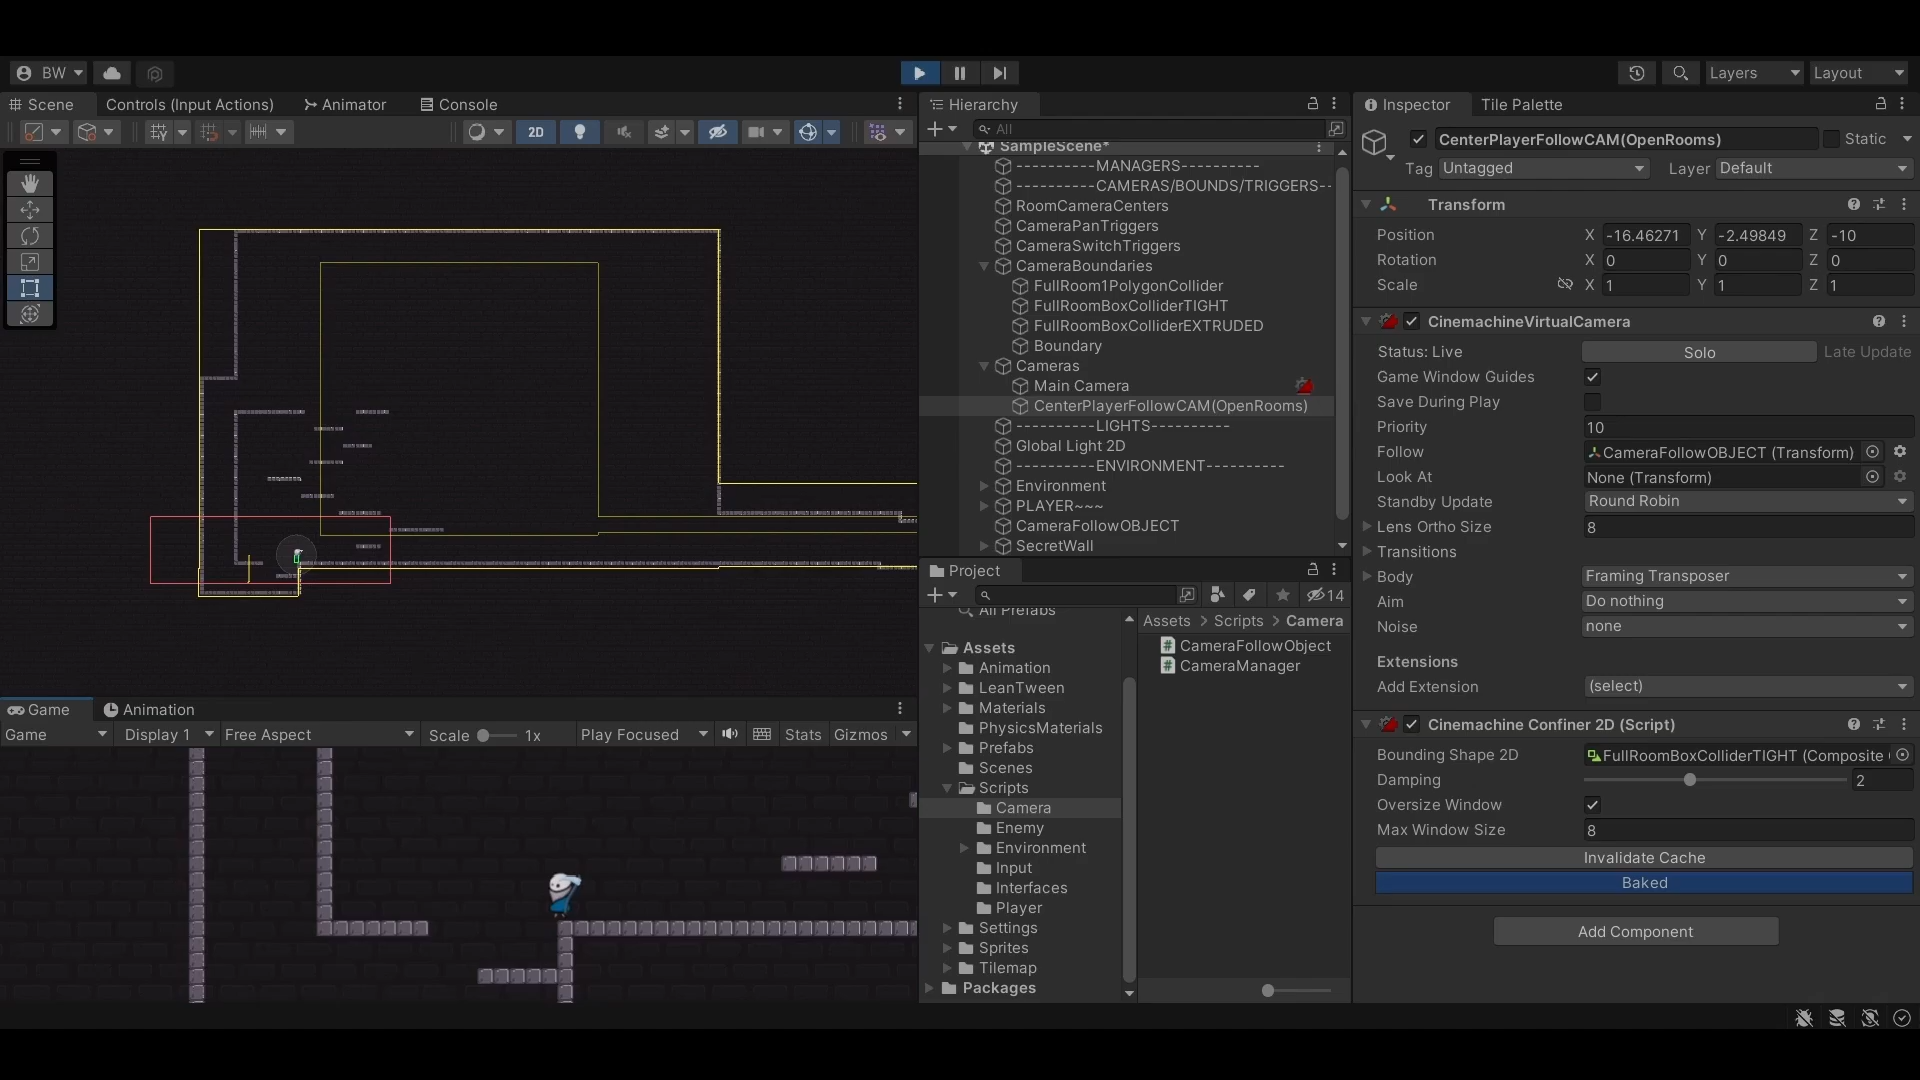 BW
Layers
Layout
Scene
Controls (Input Actions)
Animator
Console
2D
Hierarchy
All
SampleScene*
----------MANAGERS----------
----------CAMERAS/BOUNDS/TRIGGERS--
RoomCameraCenters
CameraPanTriggers
CameraSwitchTriggers
CameraBoundaries
FullRoom1PolygonCollider
FullRoomBoxColliderTIGHT
FullRoomBoxColliderEXTRUDED
Boundary
Cameras
Main Camera
CenterPlayerFollowCAM(OpenRooms)
----------LIGHTS----------
Global Light 2D
----------ENVIRONMENT----------
Environment
PLAYER~~~
CameraFollowOBJECT
SecretWall
Project
14
All Prefabs
Assets
Animation
LeanTween
Materials
PhysicsMaterials
Prefabs
Scenes
Scripts
Camera
Enemy
Environment
Input
Interfaces
Player
Settings
Sprites
Tilemap
Packages
Assets > Scripts > Camera
CameraFollowObject
CameraManager
Inspector
Tile Palette
CenterPlayerFollowCAM(OpenRooms)
Static
Tag Untagged
Layer Default
Transform
Position X -16.46271 Y -2.49849 Z -10
Rotation X 0 Y 0 Z 0
Scale X 1 Y 1 Z 1
CinemachineVirtualCamera
Status: Live Solo Late Update
Game Window Guides
Save During Play
Priority 10
Follow CameraFollowOBJECT (Transform)
Look At None (Transform)
Standby Update Round Robin
Lens Ortho Size 8
Transitions
Body Framing Transposer
Aim Do nothing
Noise none
Extensions
Add Extension (select)
Cinemachine Confiner 2D (Script)
Bounding Shape 2D FullRoomBoxColliderTIGHT (Composite
Damping 2
Oversize Window
Max Window Size 8
Invalidate Cache
Baked
Add Component
Game
Animation
Game Display 1 Free Aspect Scale 1x Play Focused Stats Gizmos